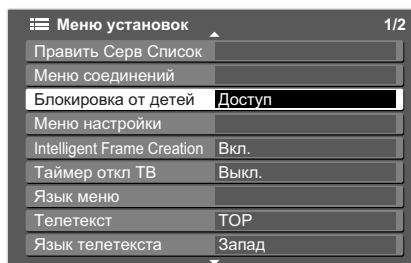 Меню установок 1/2
Править Серв Список
Меню соединений
Блокировка от детей Доступ
Меню настройки
Intelligent Frame Creation Вкл.
Таймер откл ТВ Выкл.
Язык меню
Телетекст TOP
Язык телетекста Запад